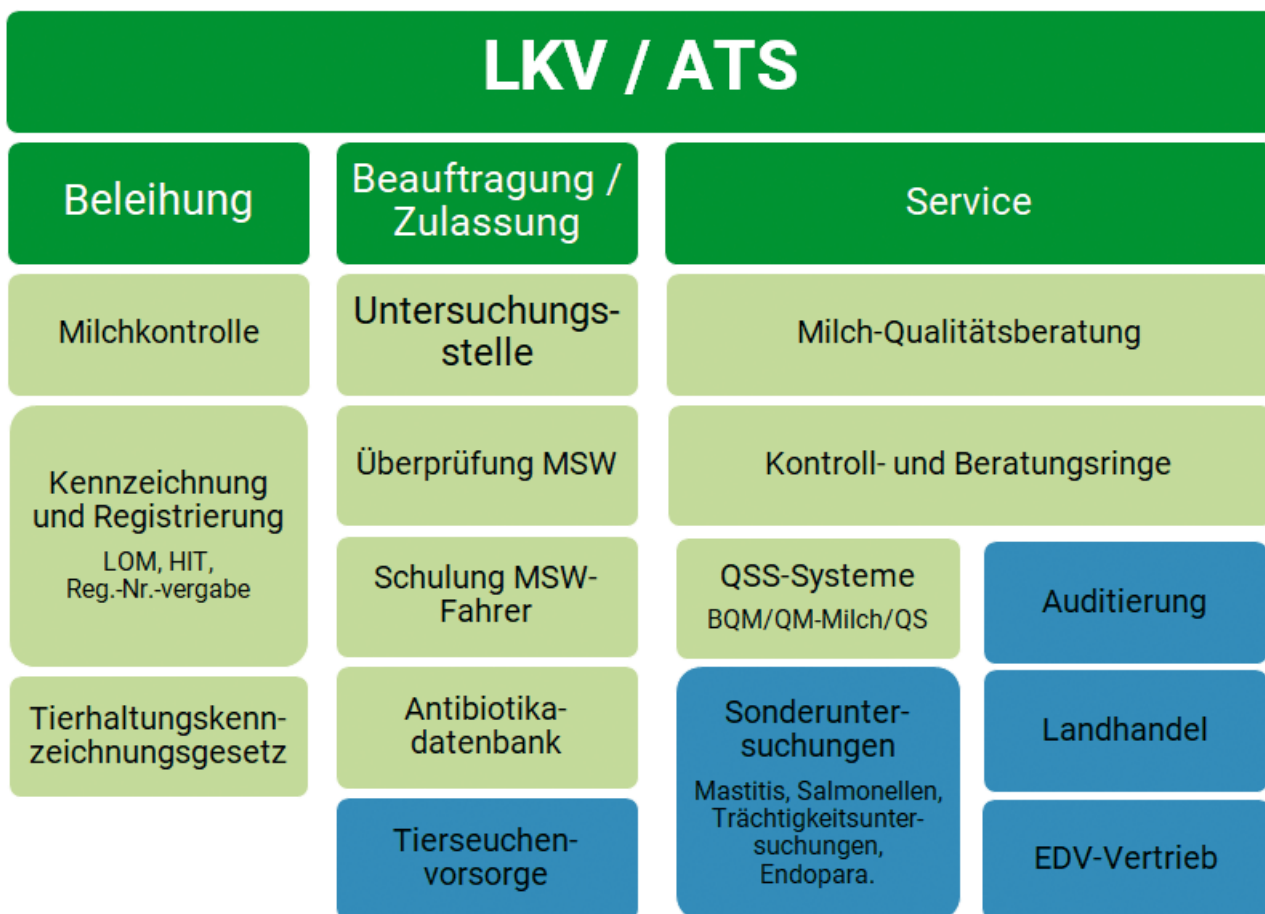 LKV / ATS
Beleihung
Beauftragung /
Zulassung
Service
Milchkontrolle
Untersuchungs-
stelle
Milch-Qualitätsberatung
Kennzeichnung
und Registrierung
LOM, HIT,
Reg.-Nr.-vergabe
Überprüfung MSW
Kontroll- und Beratungsringe
Schulung MSW-
Fahrer
QSS-Systeme
BQM/QM-Milch/QS
Auditierung
Tierhaltungskenn-
zeichnungsgesetz
Antibiotika-
datenbank
Sonderunter-
suchungen
Mastitis, Salmonellen,
Trächtigkeitsunter-
suchungen,
Endopara.
Landhandel
Tierseuchen-
vorsorge
EDV-Vertrieb